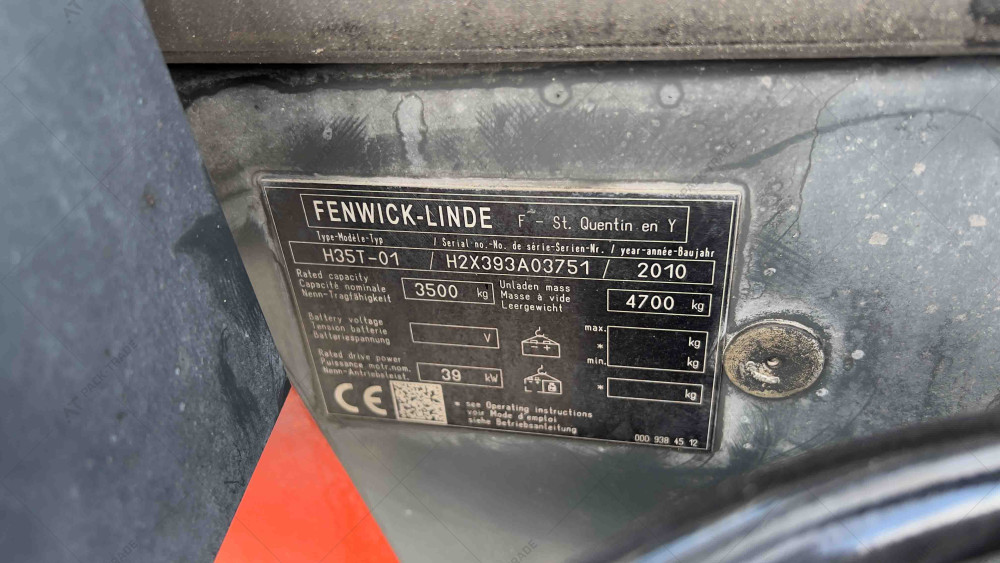 FENWICK-LINDE F - St. Quentin en Y
Type-Modèle-Typ / Serial no.-No. de série-Serien-Nr. / year-année-Baujahr
H35T-01 / H2X393A03751 / 2010
Rated capacity
Capacité nominale
Nenn-Tragfähigkeit
3500 kg
Unladen mass
Masse à vide
Leergewicht
4700 kg
Battery voltage
Tension batterie
Batteriespannung
V
max. kg
*
min. kg
Rated drive power
Puissance motr.nom.
Nenn-Antriebsleist.
39 kW
* kg
CE
* see Operating instructions
voir Mode d'emploi
siehe Betriebsanleitung
000 938 45 12